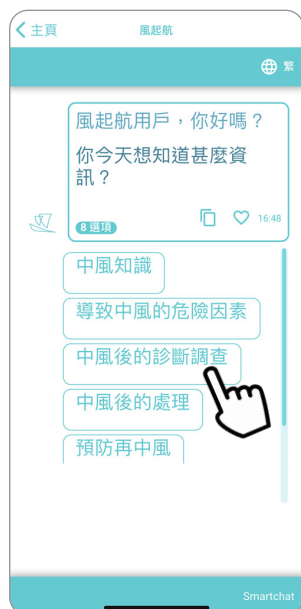 主頁
風起航
繁
風起航用戶，你好嗎？
你今天想知道甚麼資
訊？
8 選項
16:48
中風知識
導致中風的危險因素
中風後的診斷調查
中風後的處理
預防再中風
Smartchat